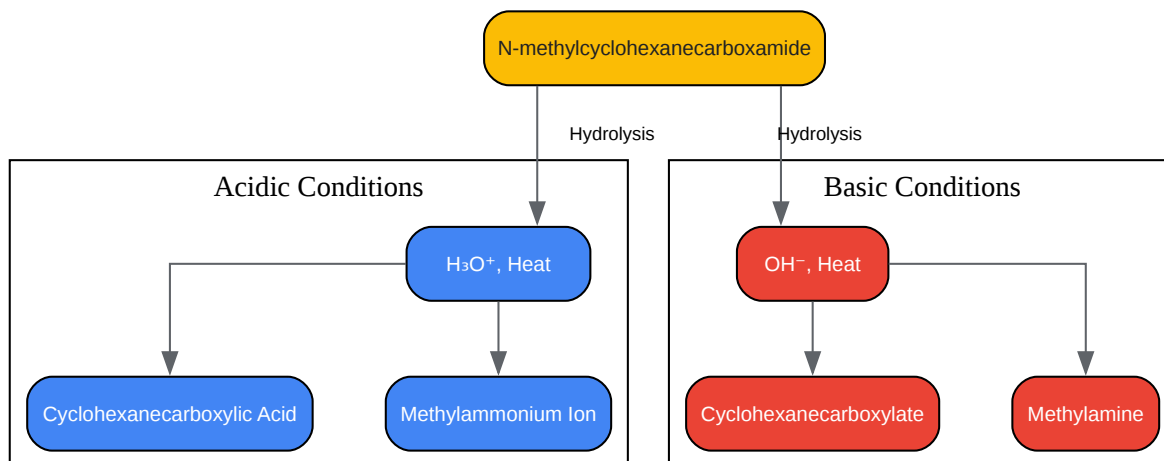 N-methylcyclohexanecarboxamide
Hydrolysis
Hydrolysis
Acidic Conditions
Basic Conditions
H₃O⁺, Heat
OH⁻, Heat
Cyclohexanecarboxylic Acid
Methylammonium Ion
Cyclohexanecarboxylate
Methylamine